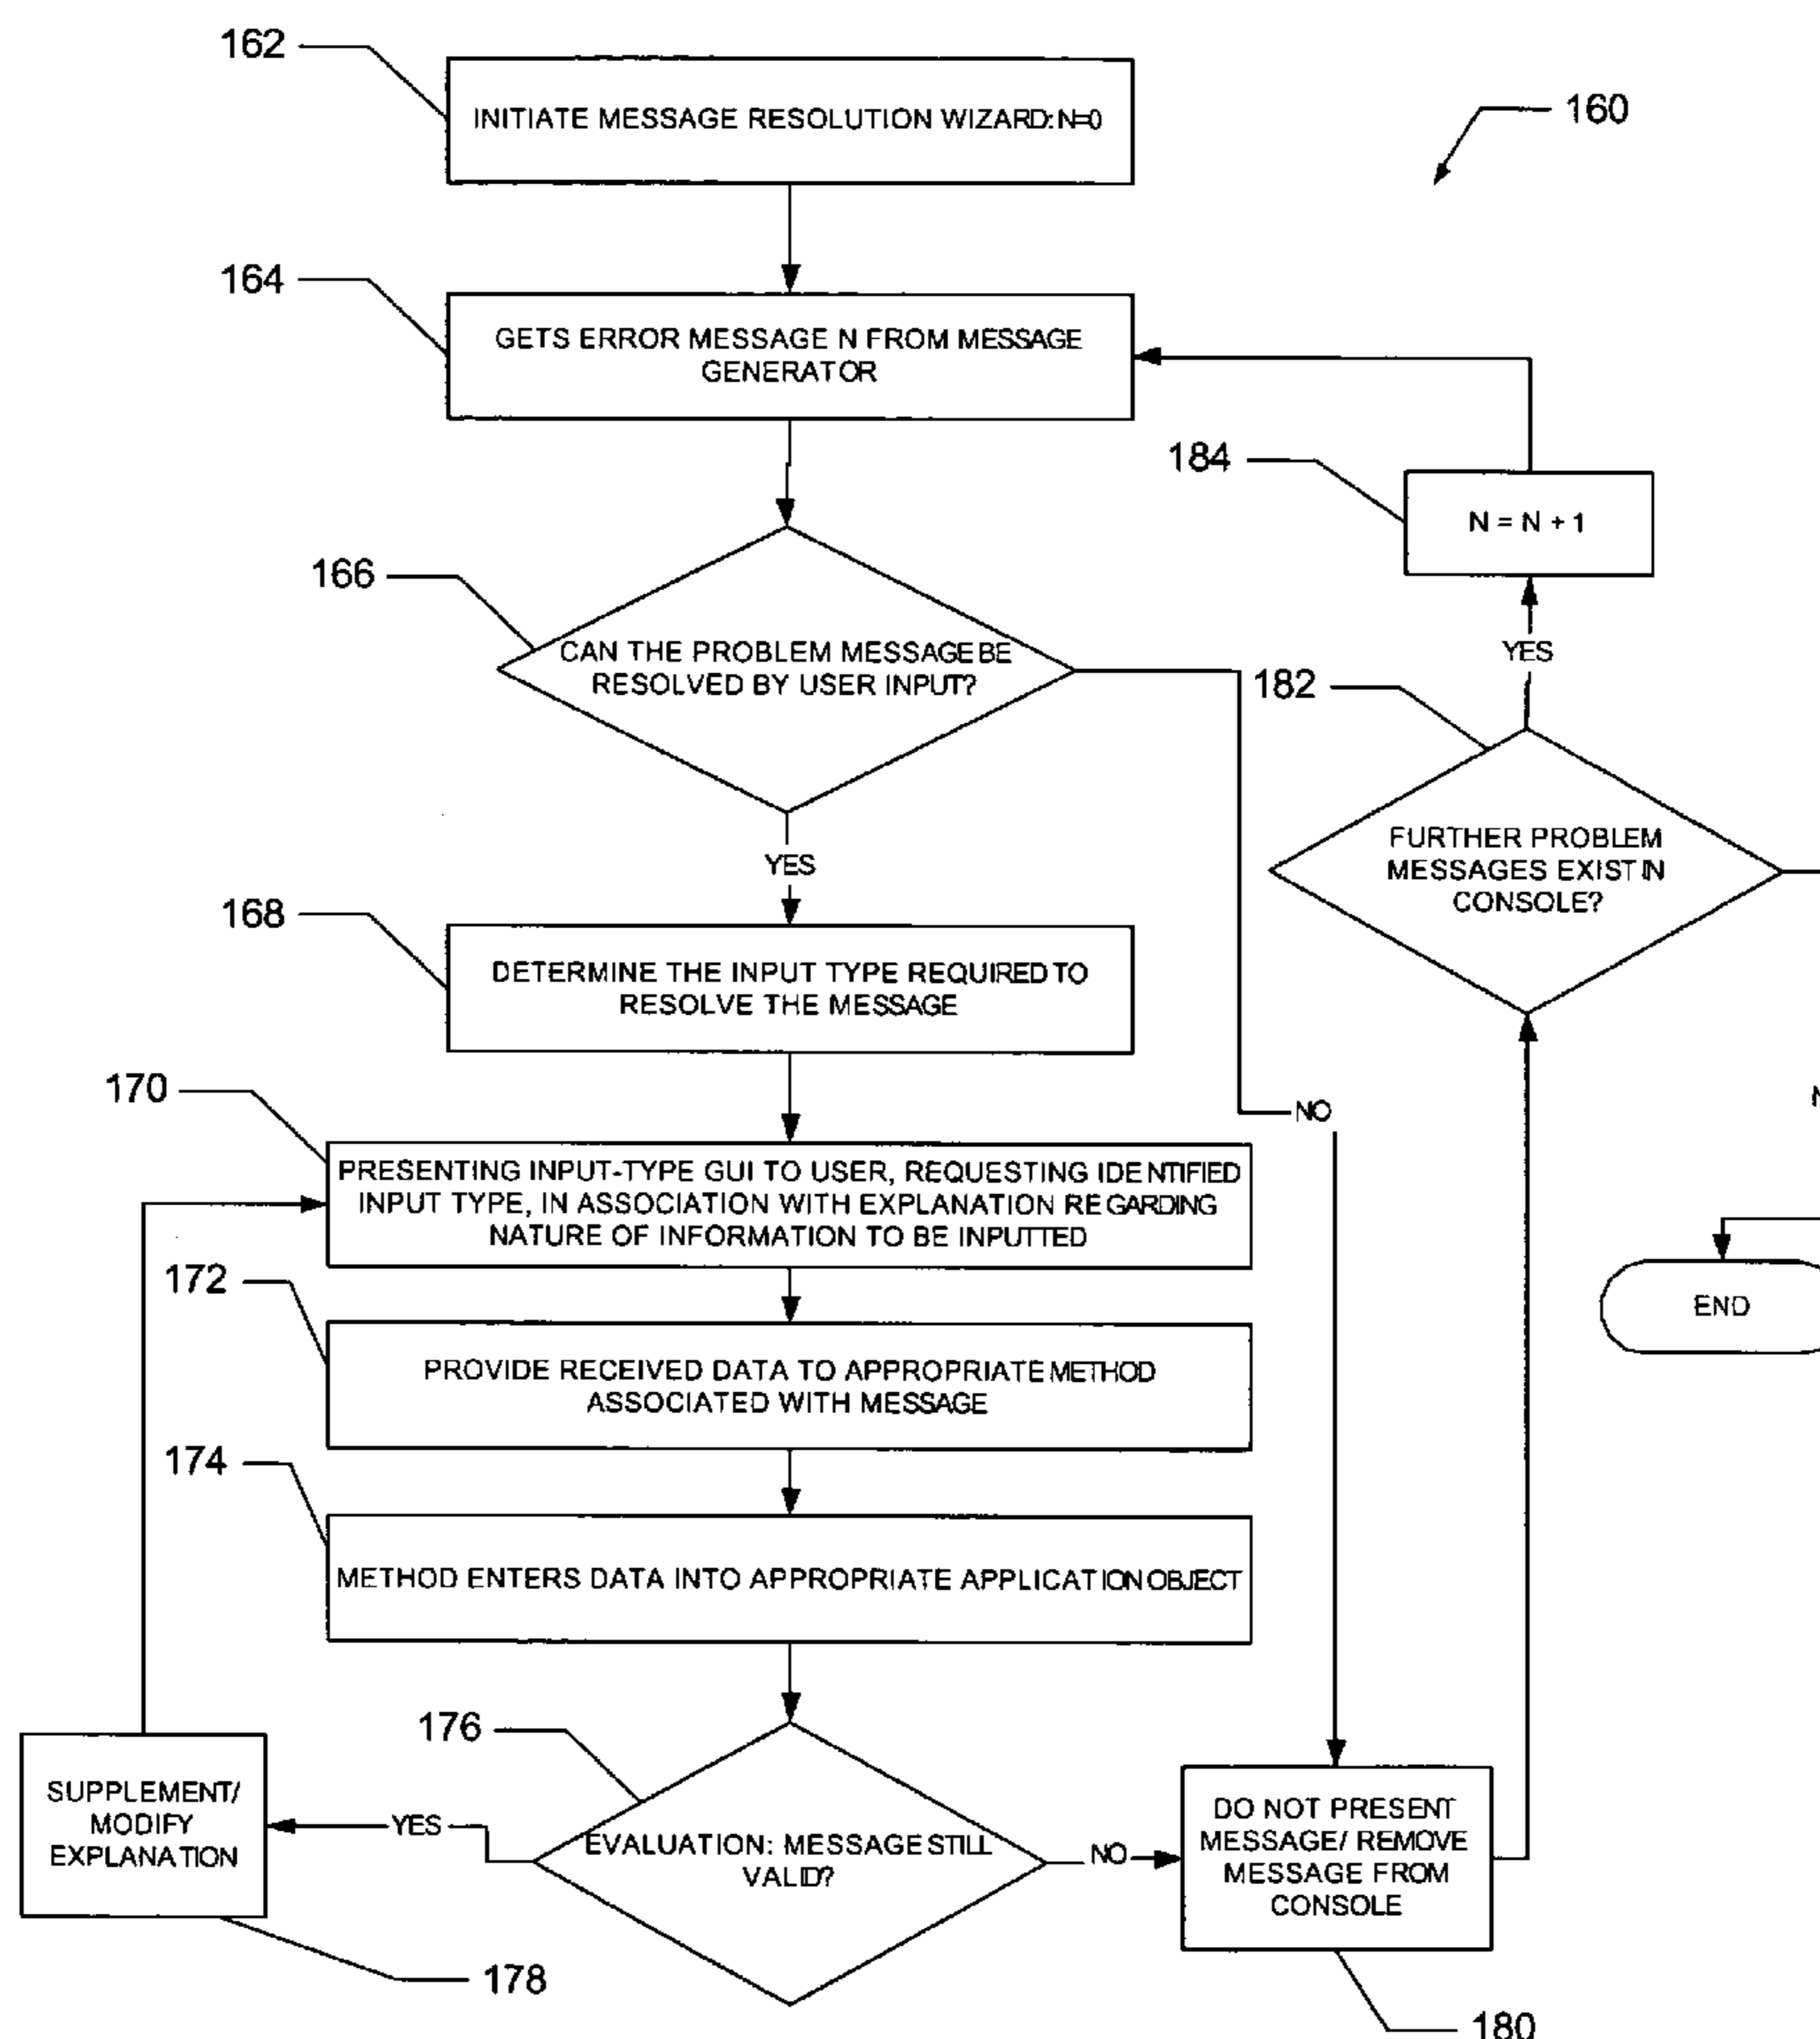 162
INITIATE MESSAGE RESOLUTION WIZARD: N=0
160
164
GETS ERROR MESSAGE N FROM MESSAGE
GENERATOR
184
N = N + 1
166
CAN THE PROBLEM MESSAGE BE
RESOLVED BY USER INPUT?
YES
182
YES
FURTHER PROBLEM
MESSAGES EXIST IN
CONSOLE?
168
DETERMINE THE INPUT TYPE REQUIRED TO
RESOLVE THE MESSAGE
170
NO
PRESENTING INPUT-TYPE GUI TO USER, REQUESTING IDENTIFIED
INPUT TYPE, IN ASSOCIATION WITH EXPLANATION REGARDING
NATURE OF INFORMATION TO BE INPUTTED
172
END
PROVIDE RECEIVED DATA TO APPROPRIATE METHOD
ASSOCIATED WITH MESSAGE
174
METHOD ENTERS DATA INTO APPROPRIATE APPLICATION OBJECT
176
SUPPLEMENT/
MODIFY
EXPLANATION
YES
EVALUATION: MESSAGE STILL
VALID?
NO
DO NOT PRESENT
MESSAGE/ REMOVE
MESSAGE FROM
CONSOLE
178
180